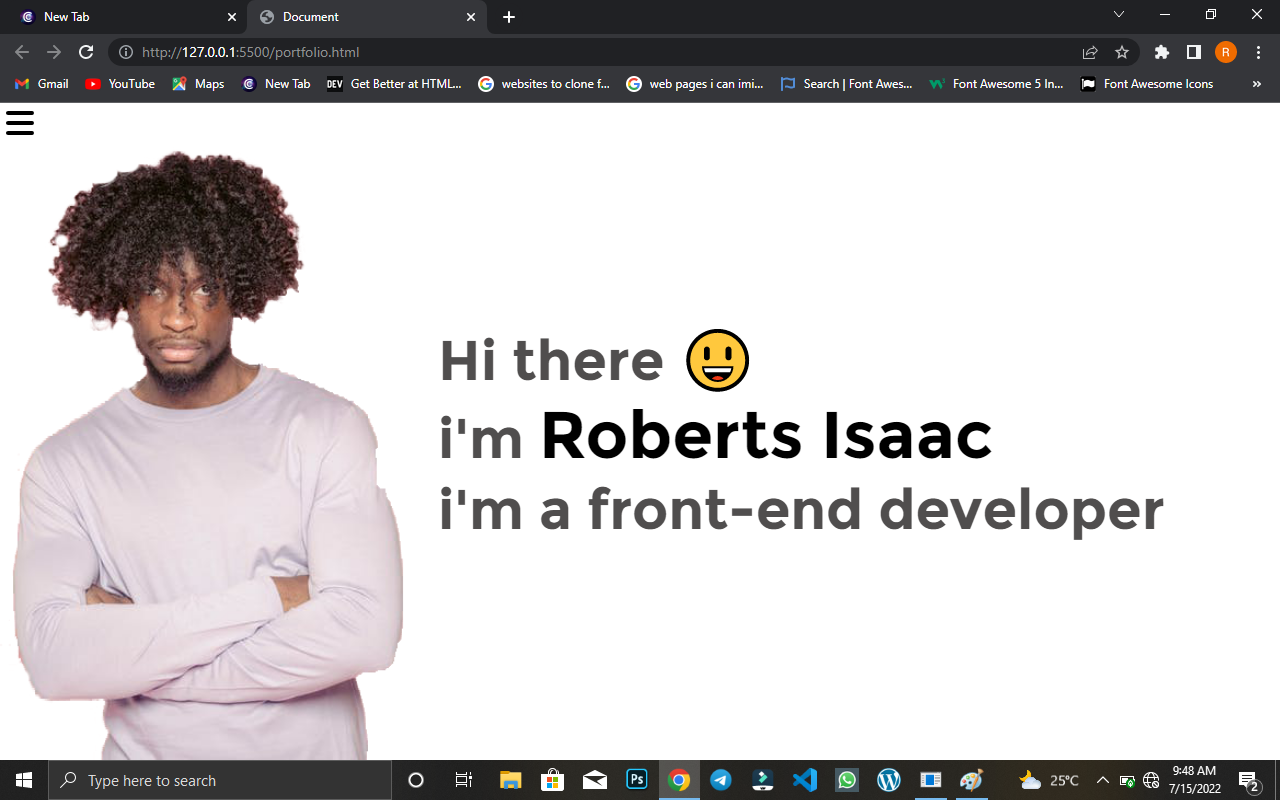 New Tab
Document
http://127.0.0.1:5500/portfolio.html
R
Gmail
YouTube
Maps
New Tab
DEV Get Better at HTML...
websites to clone f...
web pages i can imi...
Search | Font Awes...
Font Awesome 5 In...
Font Awesome Icons
»
Hi there
i'm Roberts Isaac
i'm a front-end developer
Type here to search
Ps
25°C
9:48 AM
7/15/2022
2